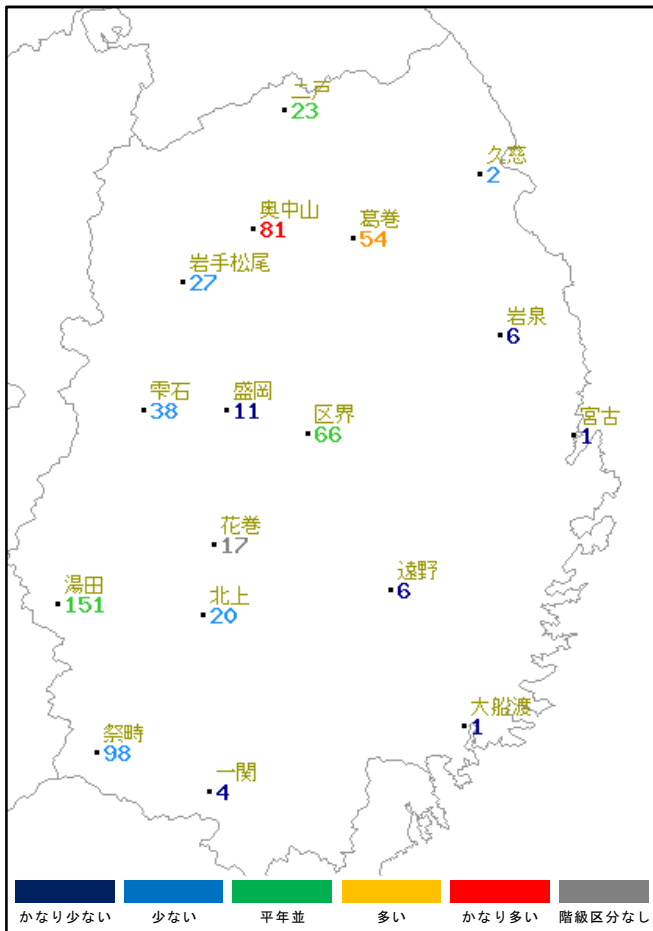 二戸
23
久慈
2
奥中山
81
葛巻
54
岩手松尾
27
岩泉
6
雫石
38
盛岡
11
区界
66
宮古
1
花巻
17
湯田
151
北上
20
遠野
6
大船渡
1
祭畤
98
一関
4
かなり少ない 少ない 平年並 多い かなり多い 階級区分なし